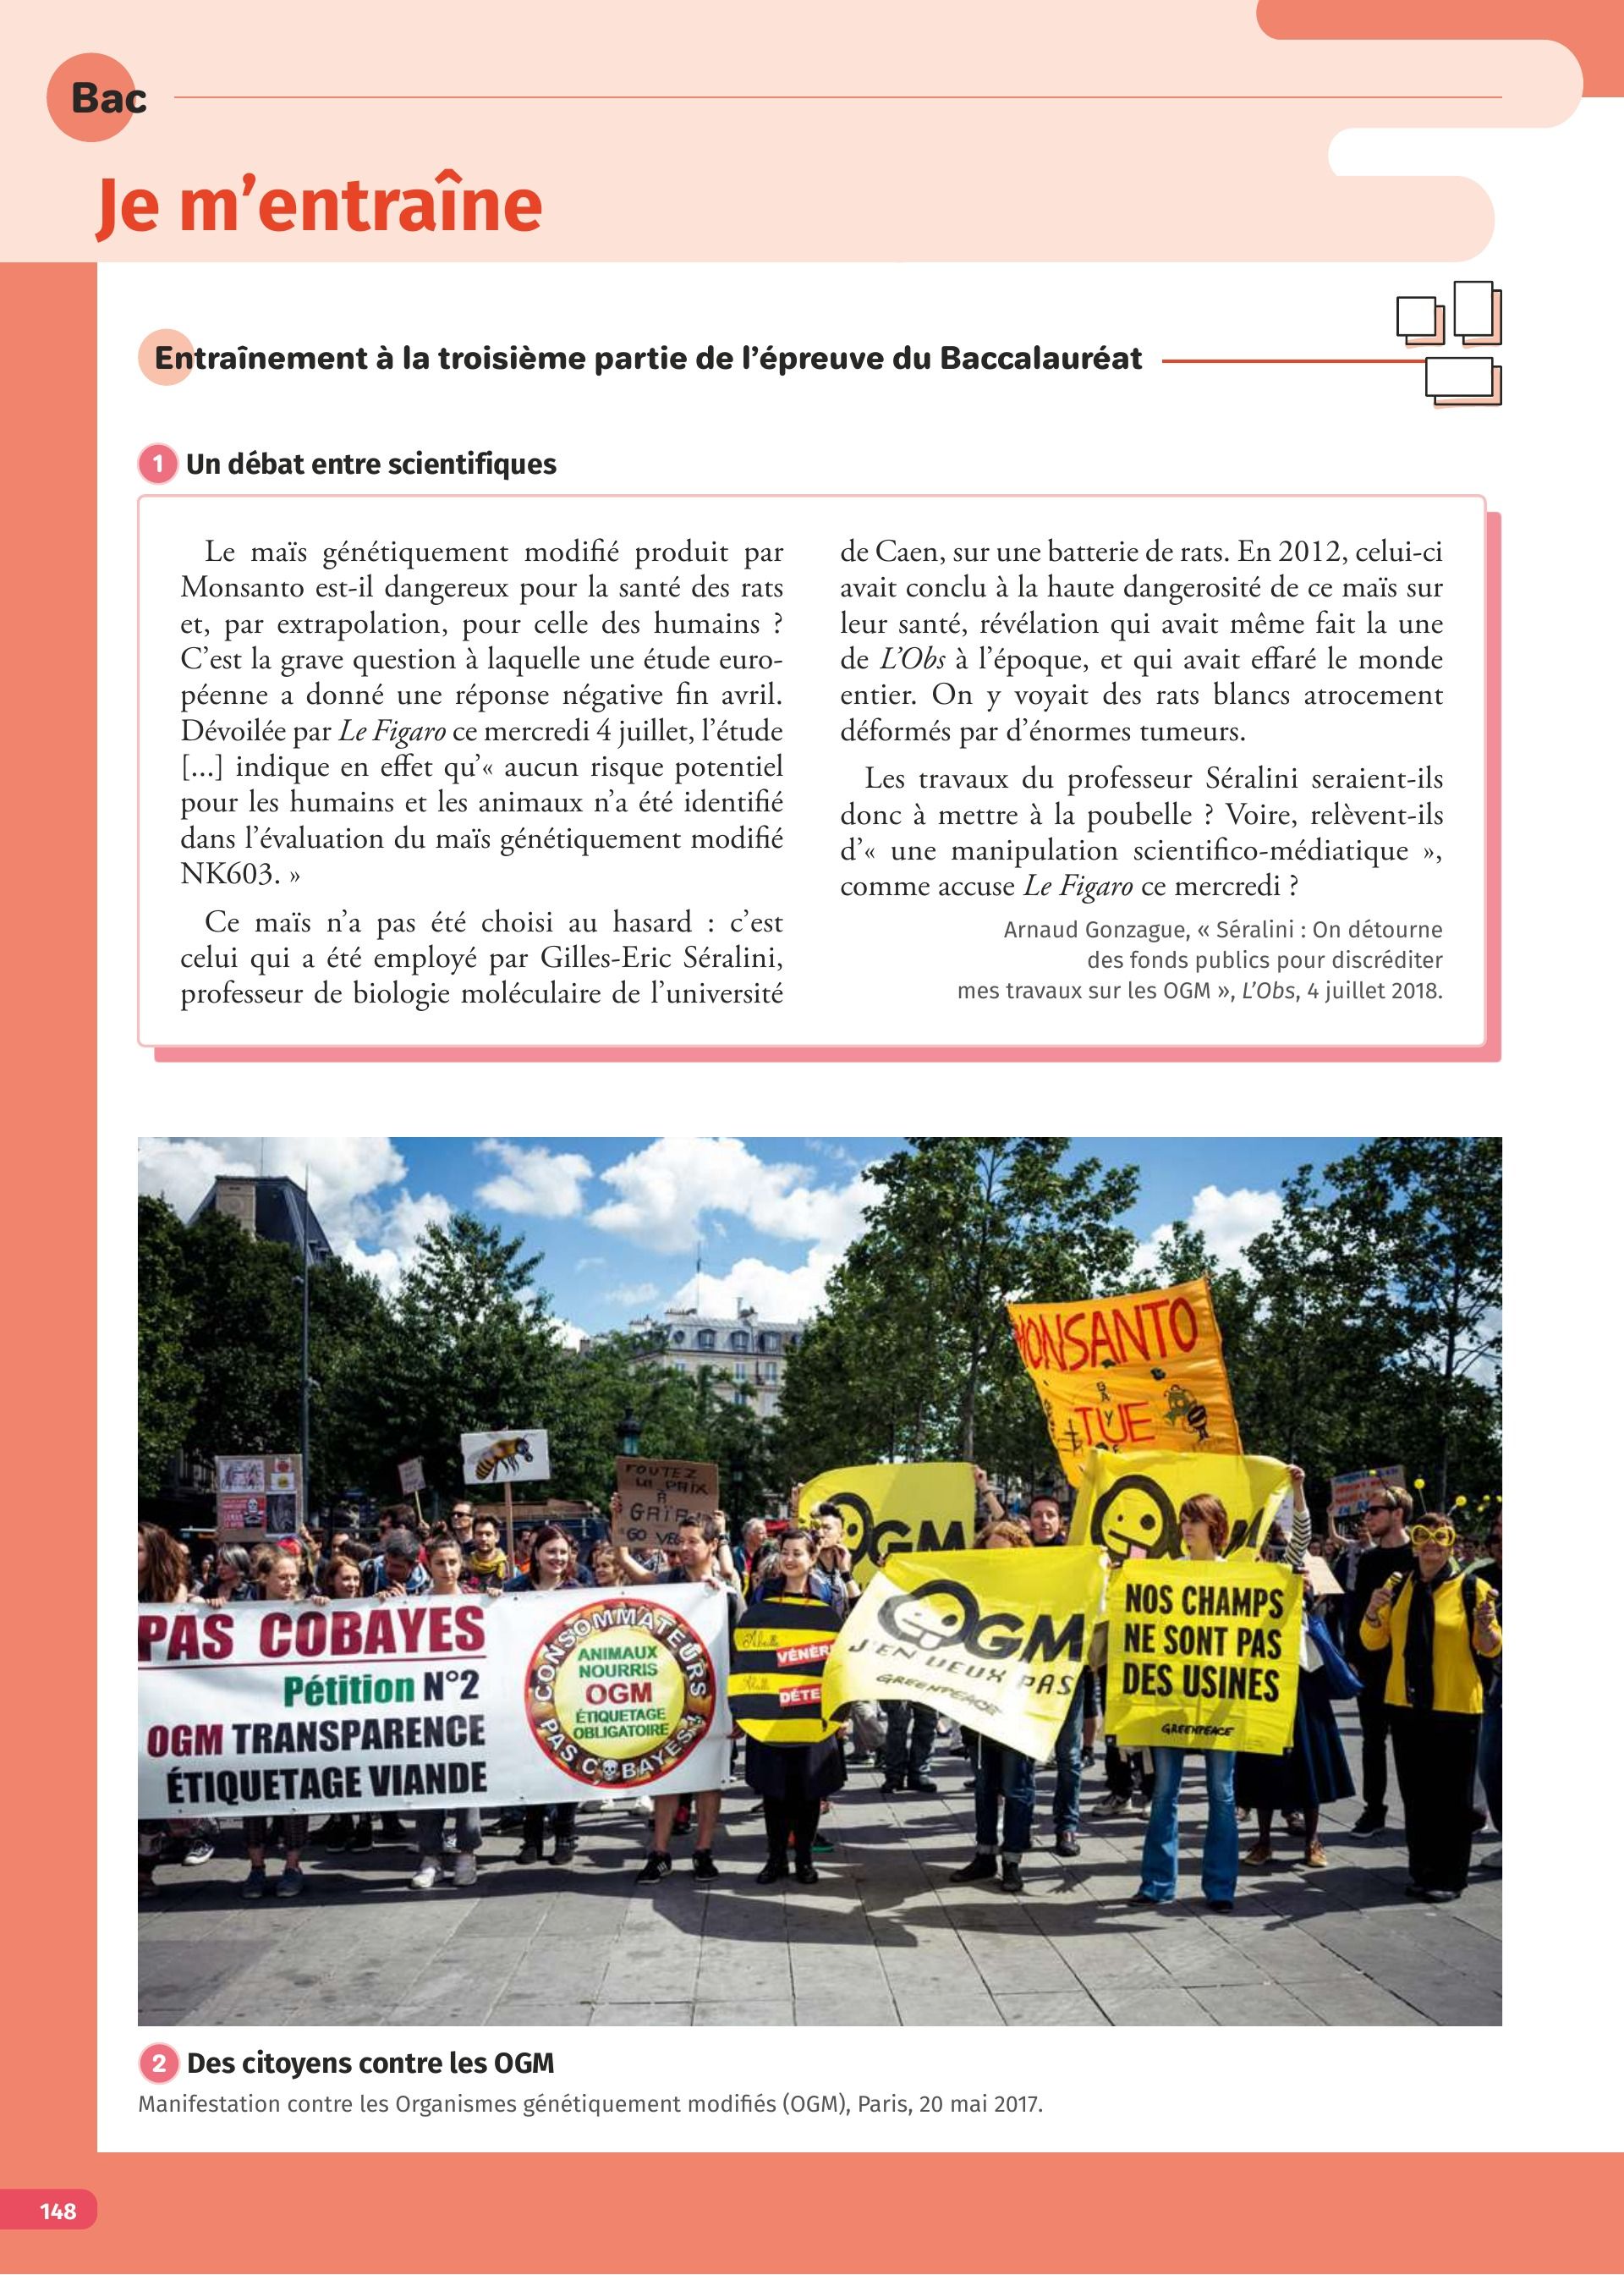 Bac
Je m'entraîne
Entraînement à la troisième partie de l'épreuve du Baccalauréat
1 Un débat entre scientifiques
Le maïs génétiquement modifié produit par
Monsanto est-il dangereux pour la santé des rats
et, par extrapolation, pour celle des humains ?
C'est la grave question à laquelle une étude euro-
péenne a donné une réponse négative fin avril.
Dévoilée par Le Figaro ce mercredi 4 juillet, l'étude
[...] indique en effet qu'« aucun risque potentiel
pour les humains et les animaux n'a été identifié
dans l'évaluation du maïs génétiquement modifié
NK603. »
Ce maïs n'a pas été choisi au hasard : c'est
celui qui a été employé par Gilles-Eric Séralini,
professeur de biologie moléculaire de l'université
de Caen, sur une batterie de rats. En 2012, celui-ci
avait conclu à la haute dangerosité de ce maïs sur
leur santé, révélation qui avait même fait la une
de L'Obs à l'époque, et qui avait effaré le monde
entier. On y voyait des rats blancs atrocement
déformés par d'énormes tumeurs.
Les travaux du professeur Séralini seraient-ils
donc à mettre à la poubelle ? Voire, relèvent-ils
d'« une manipulation scientifico-médiatique »,
comme accuse Le Figaro ce mercredi ?
Arnaud Gonzague, « Séralini : On détourne
des fonds publics pour discréditer
mes travaux sur les OGM », L'Obs, 4 juillet 2018.
MONSANTO
TUE
FOUTEZ
LA PRIX
À
GAÏA
GO
OGM
PAS COBAYES
Pétition N°2
OGM TRANSPARENCE
ÉTIQUETAGE VIANDE
CONSOMMATEURS
ANIMAUX
NOURRIS
OGM
ÉTIQUETAGE
OBLIGATOIRE
PAS COBAYES!
Abeille
VÉNÈR
Abeille
DÉTE
OGM
J'EN VEUX PAS
GREENPEACE
NOS CHAMPS
NE SONT PAS
DES USINES
GREENPEACE
2 Des citoyens contre les OGM
Manifestation contre les Organismes génétiquement modifiés (OGM), Paris, 20 mai 2017.
148